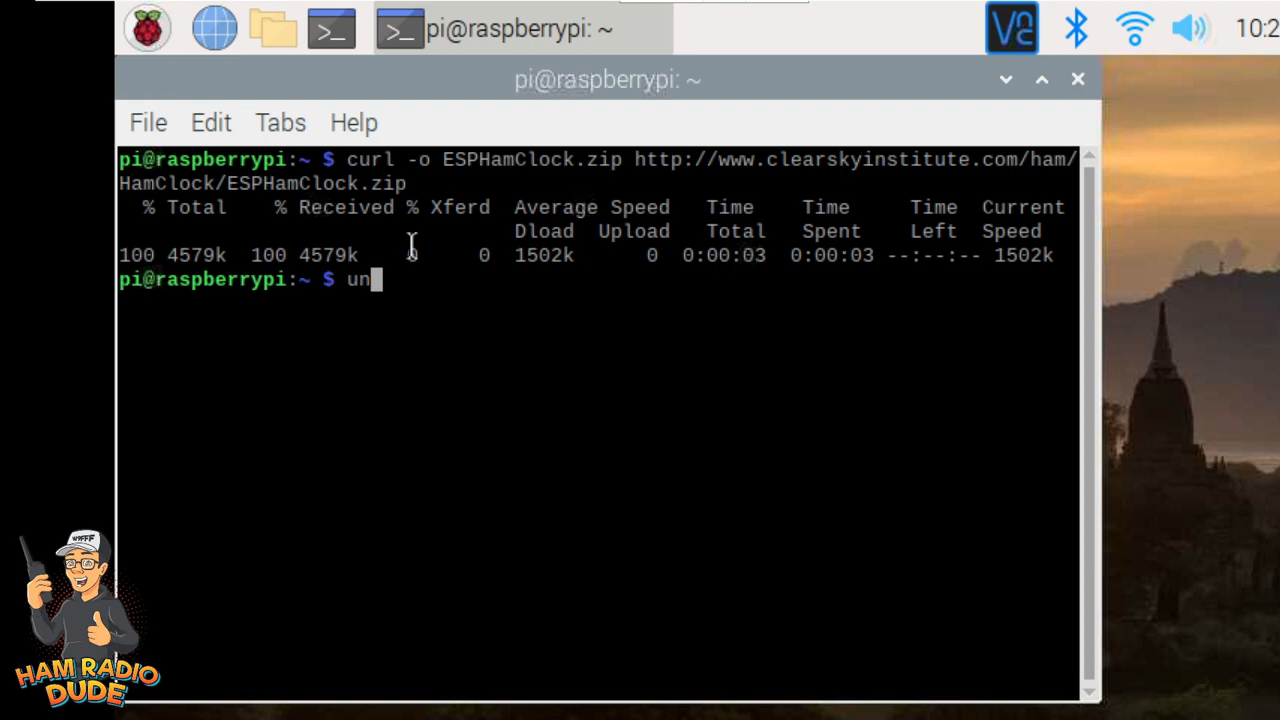 pi@raspberrypi: ~
VNC
10:2
pi@raspberrypi: ~
File Edit Tabs Help
pi@raspberrypi:~ $ curl -o ESPHamClock.zip http://www.clearskyinstitute.com/ham/
HamClock/ESPHamClock.zip
% Total % Received % Xferd Average Speed Time Time Time Current
Dload Upload Total Spent Left Speed
100 4579k 100 4579k 0 0 1502k 0 0:00:03 0:00:03 --:--:-- 1502k
pi@raspberrypi:~ $ un
W9FFF
HAM RADIO
DUDE